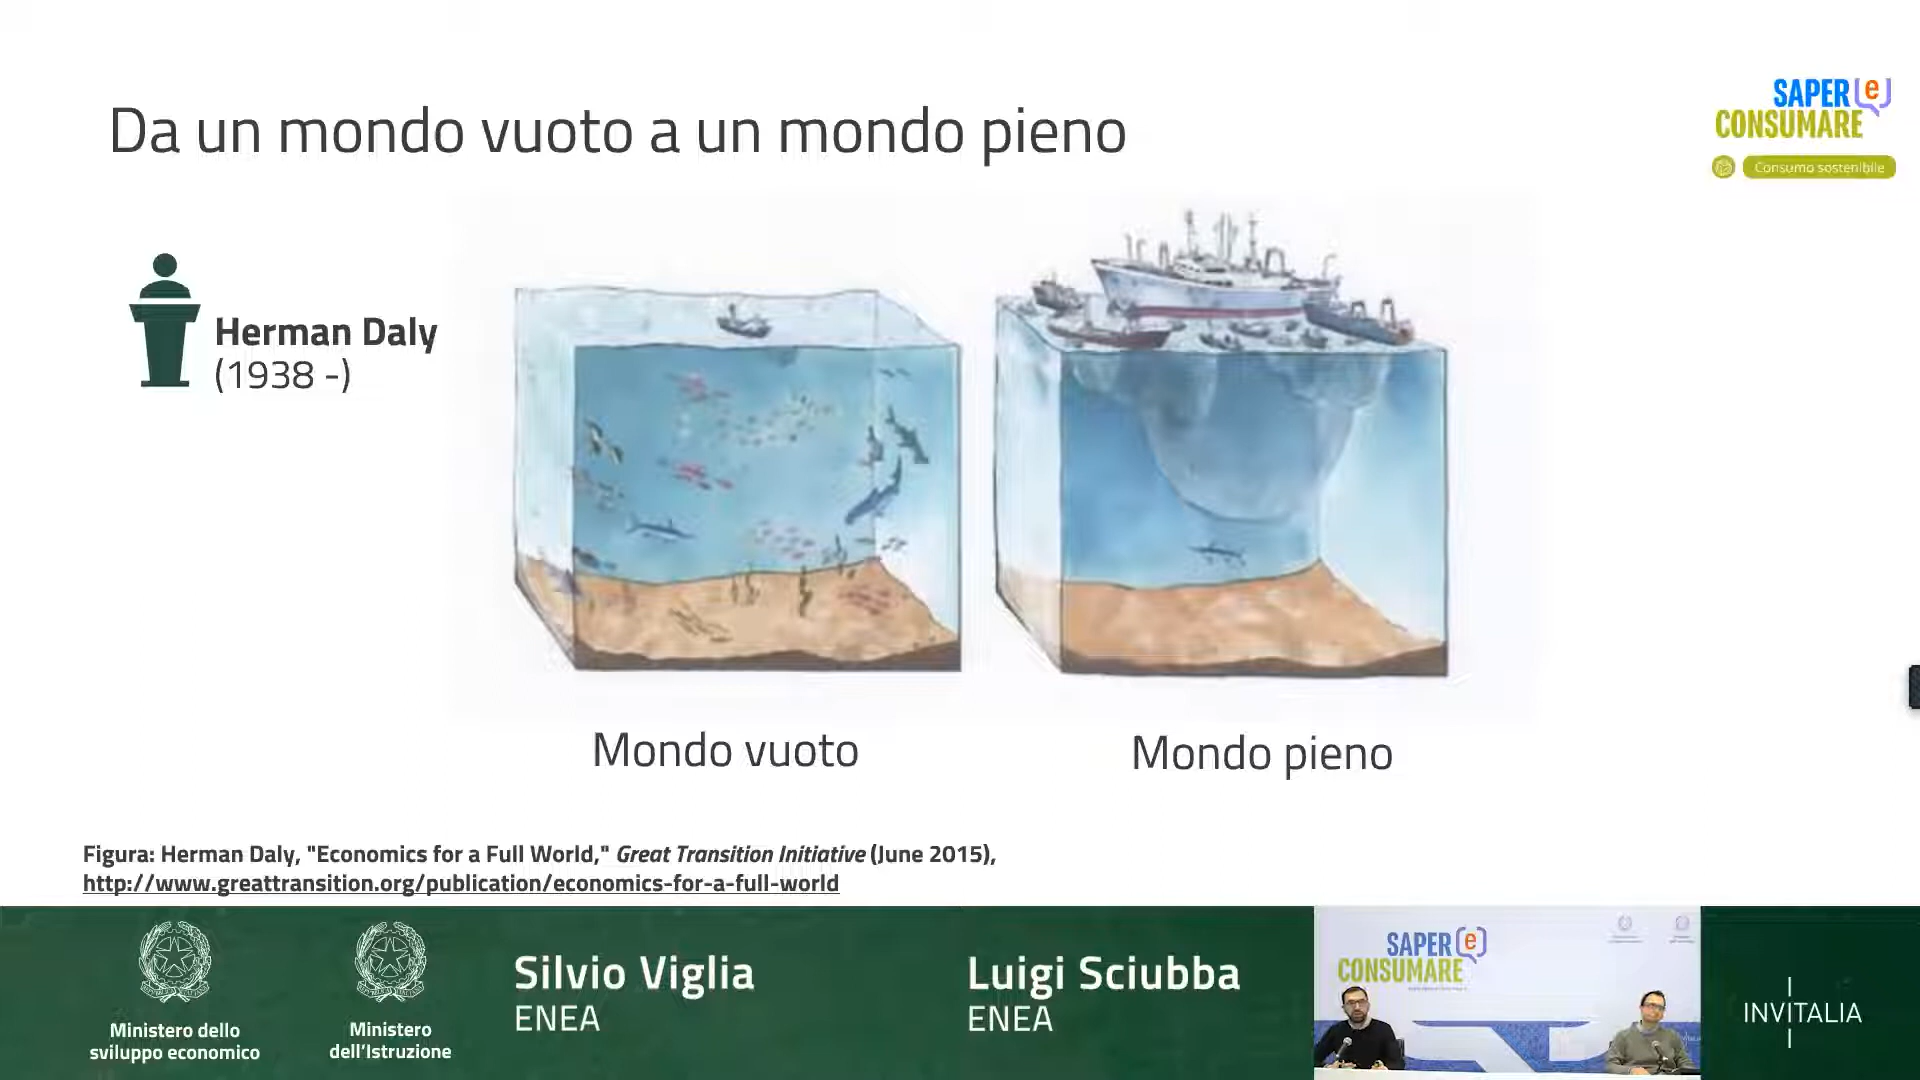 Da un mondo vuoto a un mondo pieno
SAPER e
CONSUMARE
Consumo sostenibile
Herman Daly
(1938 -)
Mondo vuoto
Mondo pieno
Figura: Herman Daly, "Economics for a Full World," Great Transition Initiative (June 2015),
http://www.greattransition.org/publication/economics-for-a-full-world
Ministero dello
sviluppo economico
Ministero
dell'Istruzione
Silvio Viglia
ENEA
Luigi Sciubba
ENEA
SAPER e
CONSUMARE
INVITALIA